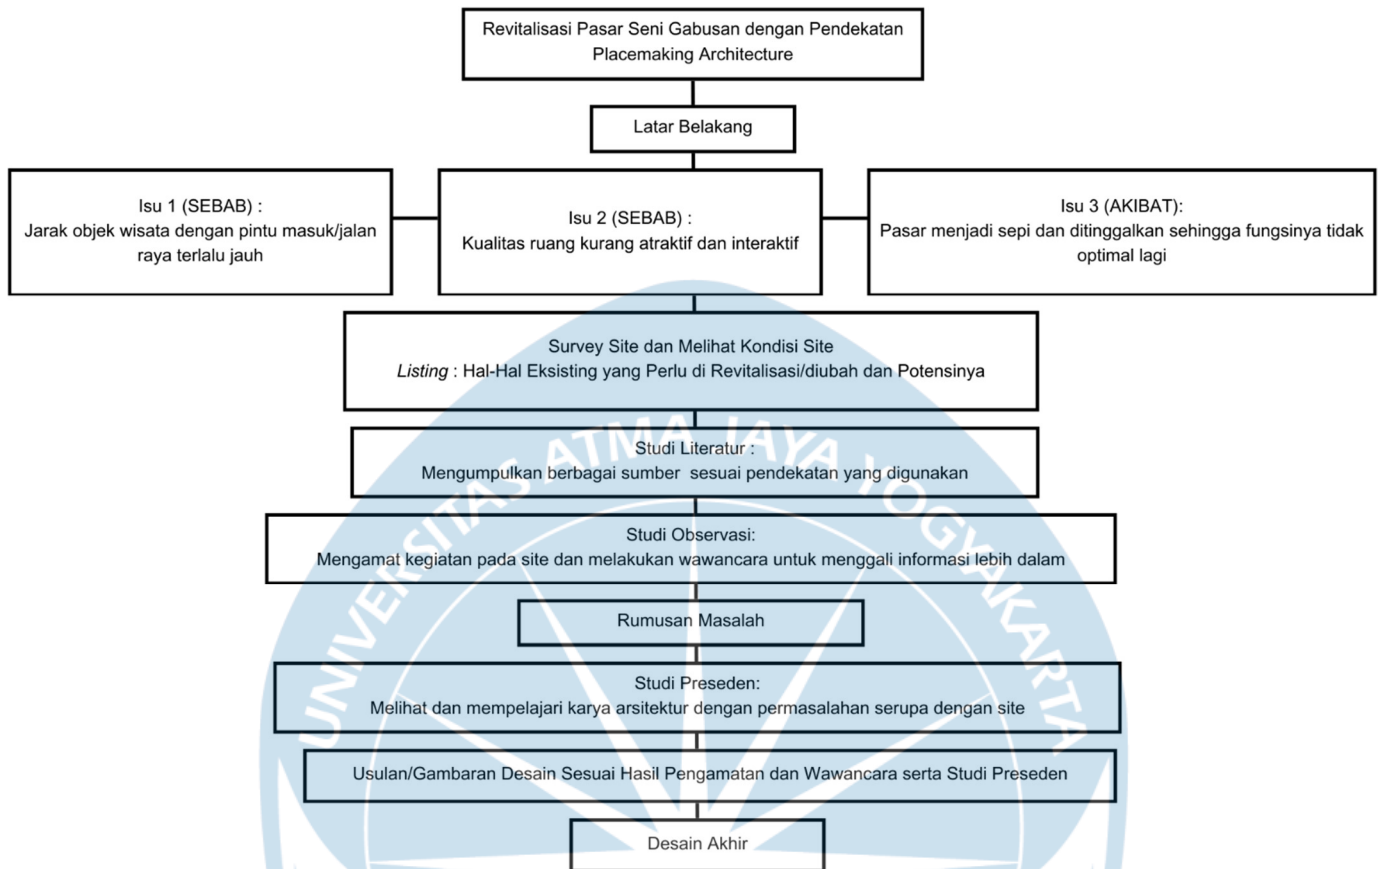 Revitalisasi Pasar Seni Gabusan dengan Pendekatan
Placemaking Architecture
Latar Belakang
Isu 1 (SEBAB) :
Jarak objek wisata dengan pintu masuk/jalan
raya terlalu jauh
Isu 2 (SEBAB) :
Kualitas ruang kurang atraktif dan interaktif
Isu 3 (AKIBAT):
Pasar menjadi sepi dan ditinggalkan sehingga fungsinya tidak
optimal lagi
Survey Site dan Melihat Kondisi Site
Listing : Hal-Hal Eksisting yang Perlu di Revitalisasi/diubah dan Potensinya
Studi Literatur :
Mengumpulkan berbagai sumber  sesuai pendekatan yang digunakan
Studi Observasi:
Mengamat kegiatan pada site dan melakukan wawancara untuk menggali informasi lebih dalam
Rumusan Masalah
Studi Preseden:
Melihat dan mempelajari karya arsitektur dengan permasalahan serupa dengan site
Usulan/Gambaran Desain Sesuai Hasil Pengamatan dan Wawancara serta Studi Preseden
Desain Akhir
UNIVERSITAS ATMA JAYA YOGYAKARTA